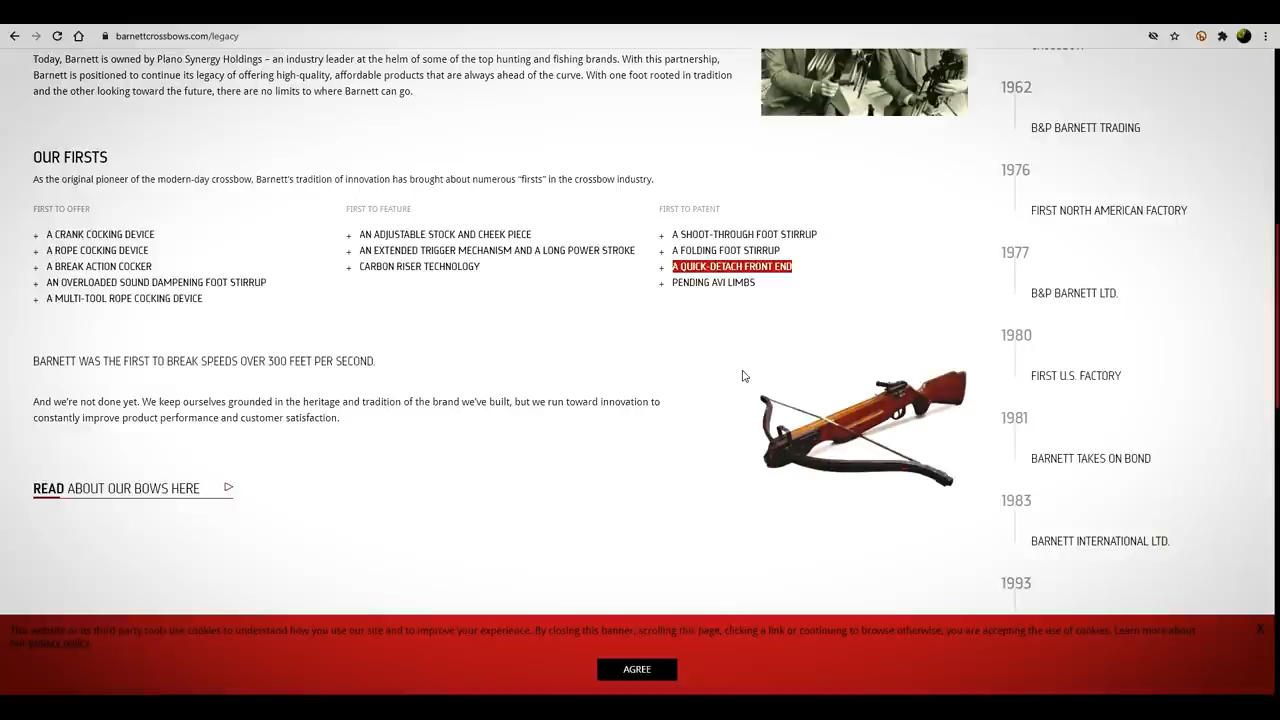 barnettcrossbows.com/legacy
Today, Barnett is owned by Plano Synergy Holdings – an industry leader at the helm of some of the top hunting and fishing brands. With this partnership,
Barnett is positioned to continue its legacy of offering high-quality, affordable products that are always ahead of the curve. With one foot rooted in tradition
and the other looking toward the future, there are no limits to where Barnett can go.
OUR FIRSTS
As the original pioneer of the modern-day crossbow, Barnett's tradition of innovation has brought about numerous "firsts" in the crossbow industry.
FIRST TO OFFER
+ A CRANK COCKING DEVICE
+ A ROPE COCKING DEVICE
+ A BREAK ACTION COCKER
+ AN OVERLOADED SOUND DAMPENING FOOT STIRRUP
+ A MULTI-TOOL ROPE COCKING DEVICE
FIRST TO FEATURE
+ AN ADJUSTABLE STOCK AND CHEEK PIECE
+ AN EXTENDED TRIGGER MECHANISM AND A LONG POWER STROKE
+ CARBON RISER TECHNOLOGY
FIRST TO PATENT
+ A SHOOT-THROUGH FOOT STIRRUP
+ A FOLDING FOOT STIRRUP
+ A QUICK-DETACH FRONT END
+ PENDING AVI LIMBS
BARNETT WAS THE FIRST TO BREAK SPEEDS OVER 300 FEET PER SECOND.
And we're not done yet. We keep ourselves grounded in the heritage and tradition of the brand we've built, but we run toward innovation to
constantly improve product performance and customer satisfaction.
READ ABOUT OUR BOWS HERE
1962
B&P BARNETT TRADING
1976
FIRST NORTH AMERICAN FACTORY
1977
B&P BARNETT LTD.
1980
FIRST U.S. FACTORY
1981
BARNETT TAKES ON BOND
1983
BARNETT INTERNATIONAL LTD.
1993
This website or its third party tools use cookies to understand how you use our site and to improve your experience. By closing this banner, scrolling this page, clicking a link or continuing to browse otherwise, you are accepting the use of cookies. Learn more about
our privacy policy
X
AGREE